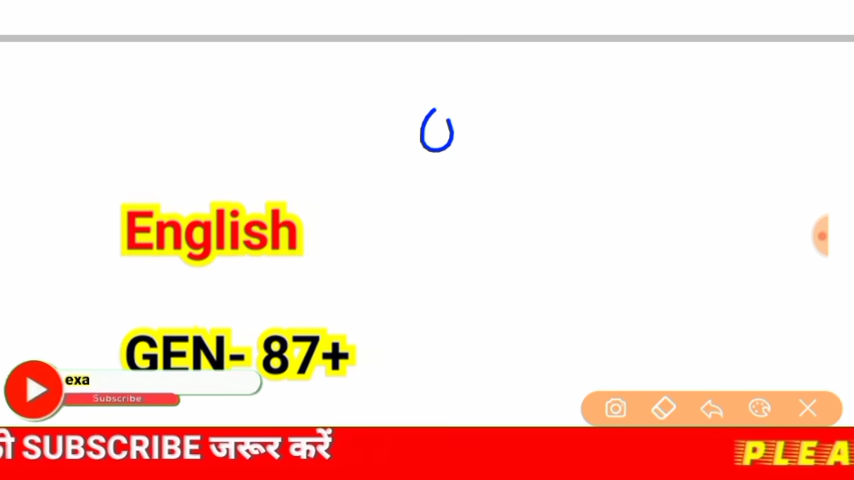 English
GEN- 87+
exa
Subscribe
SUBSCRIBE जरूर करें
PLEA